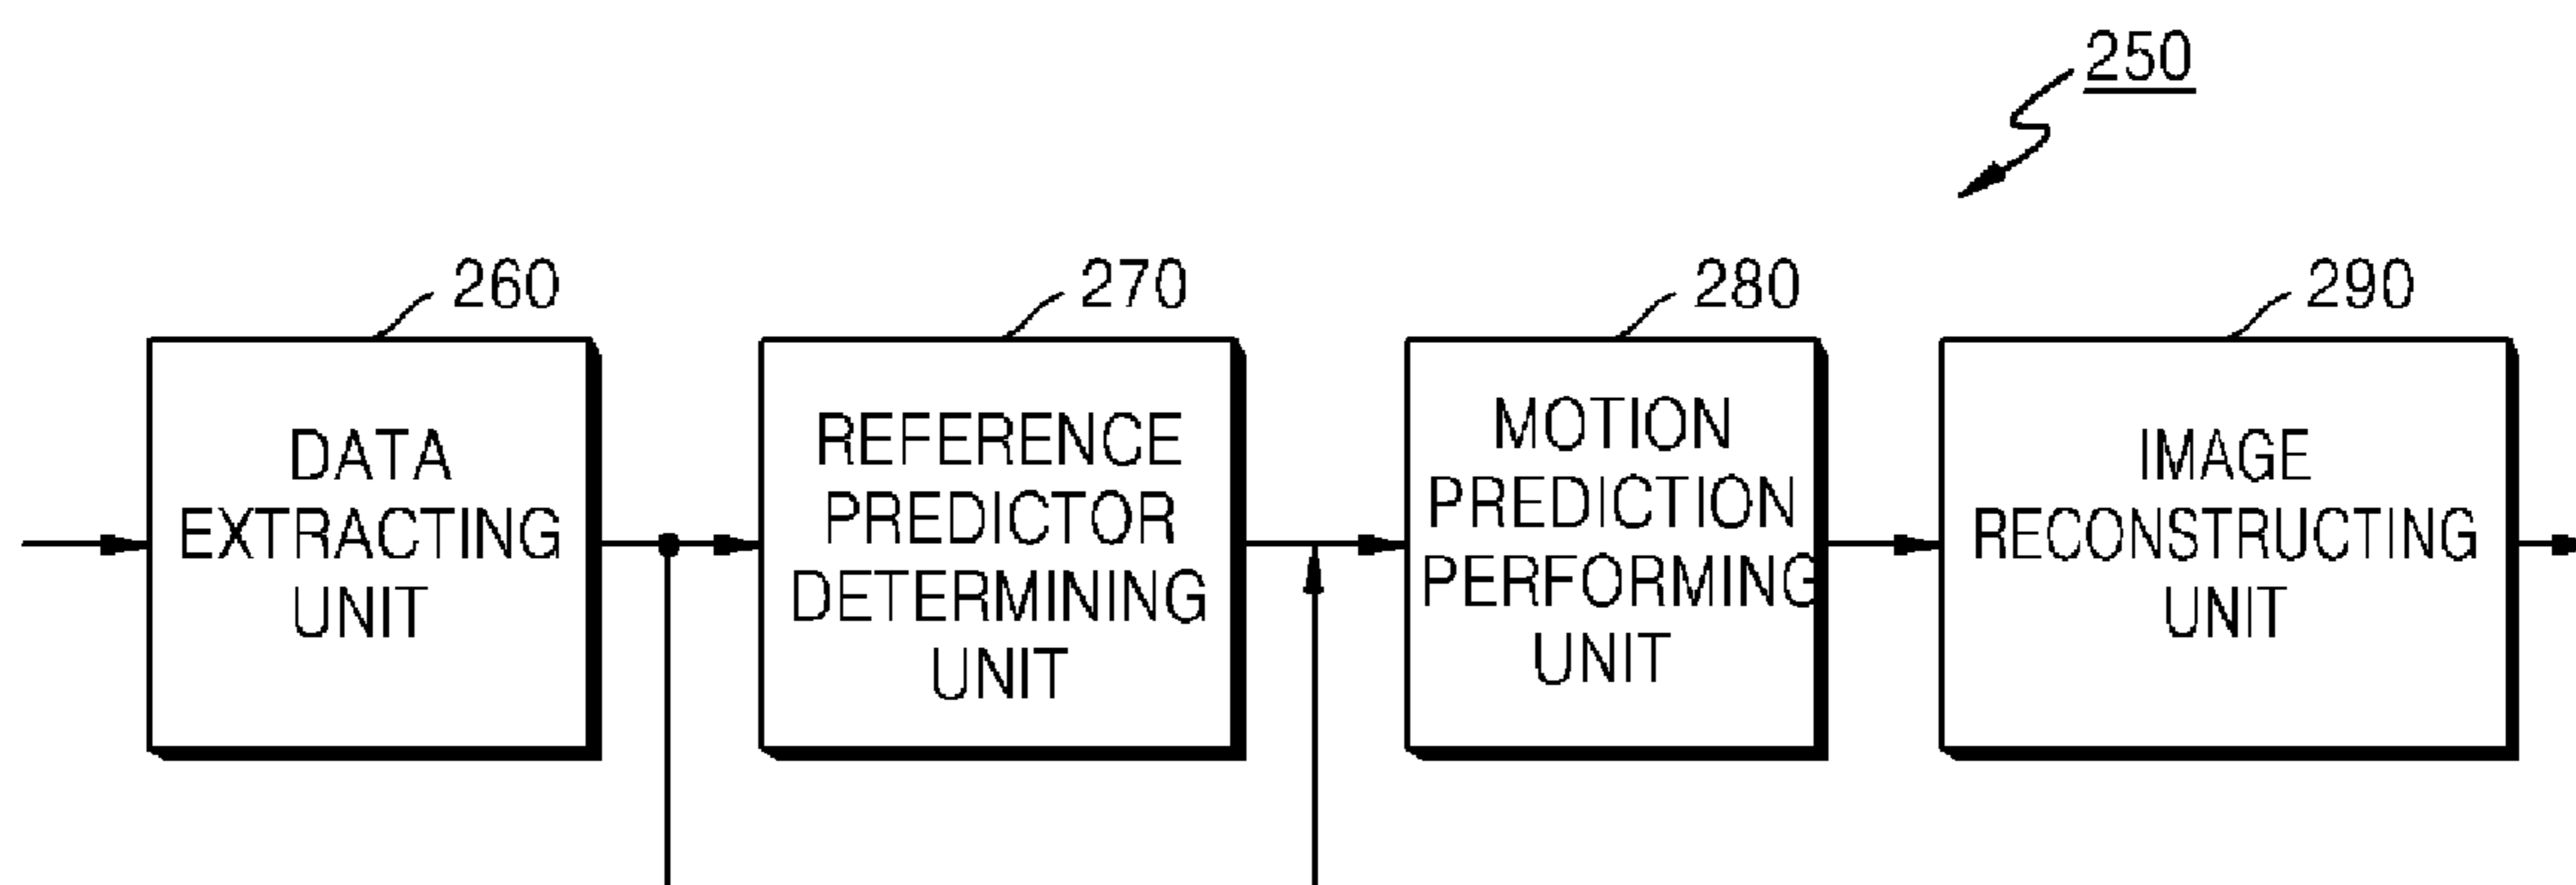 250
260
270
280
290
DATA
EXTRACTING
UNIT
REFERENCE
PREDICTOR
DETERMINING
UNIT
MOTION
PREDICTION
PERFORMING
UNIT
IMAGE
RECONSTRUCTING
UNIT